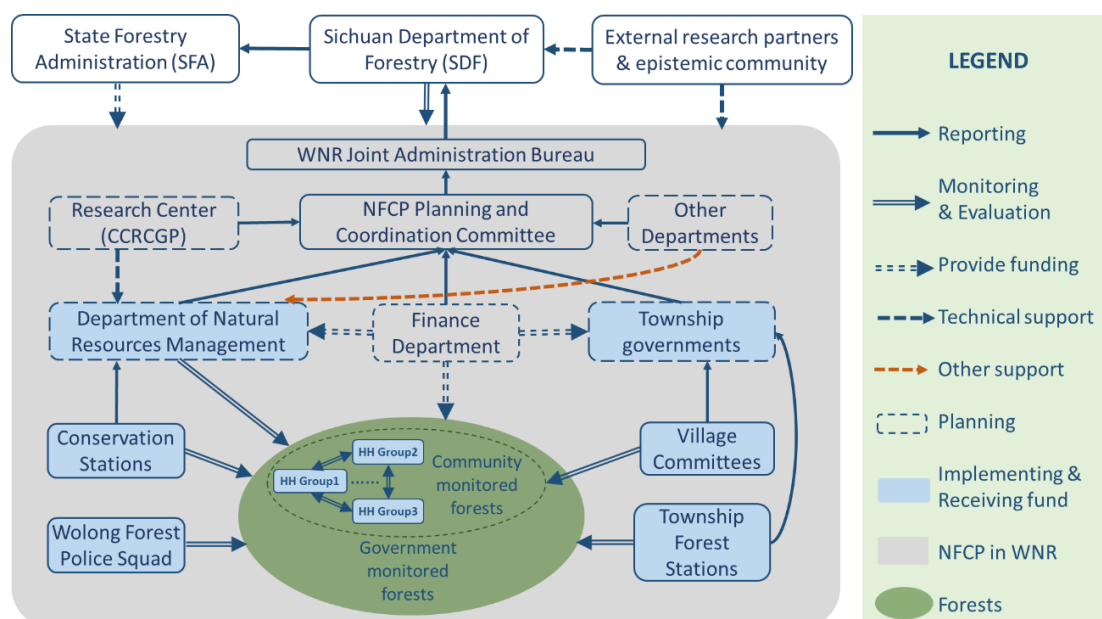 State Forestry
Administration (SFA)
Sichuan Department of
Forestry (SDF)
External research partners
& epistemic community
WNR Joint Administration Bureau
Research Center
(CCRCGP)
NFCP Planning and
Coordination Committee
Other
Departments
Department of Natural
Resources Management
Finance
Department
Township
governments
Conservation
Stations
HH Group2
HH Group1
HH Group3
Community
monitored
forests
Village
Committees
Wolong Forest
Police Squad
Government
monitored
forests
Township
Forest
Stations
LEGEND
Reporting
Monitoring
& Evaluation
Provide funding
Technical support
Other support
Planning
Implementing &
Receiving fund
NFCP in WNR
Forests